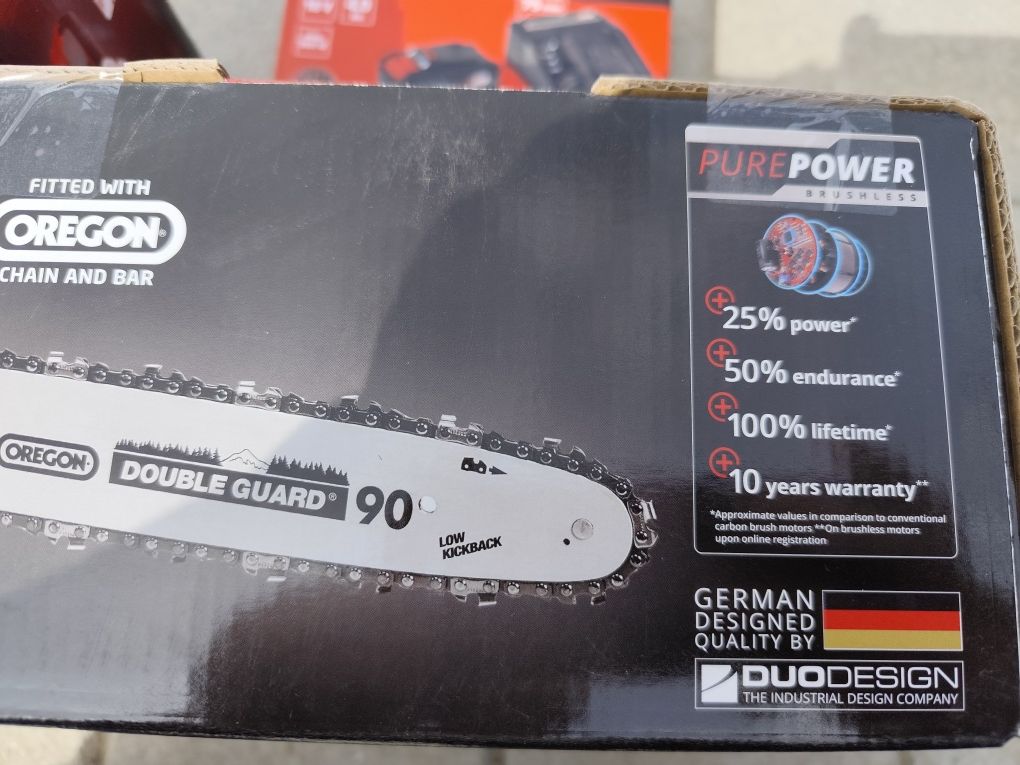 FITTED WITH
OREGON®
CHAIN AND BAR
OREGON
DOUBLE GUARD® 90
LOW
KICKBACK
PUREPOWER
BRUSHLESS
25% power*
50% endurance*
100% lifetime*
10 years warranty**
*Approximate values in comparison to conventional
carbon brush motors **On brushless motors
upon online registration
GERMAN
DESIGNED
QUALITY BY
DUODESIGN
THE INDUSTRIAL DESIGN COMPANY